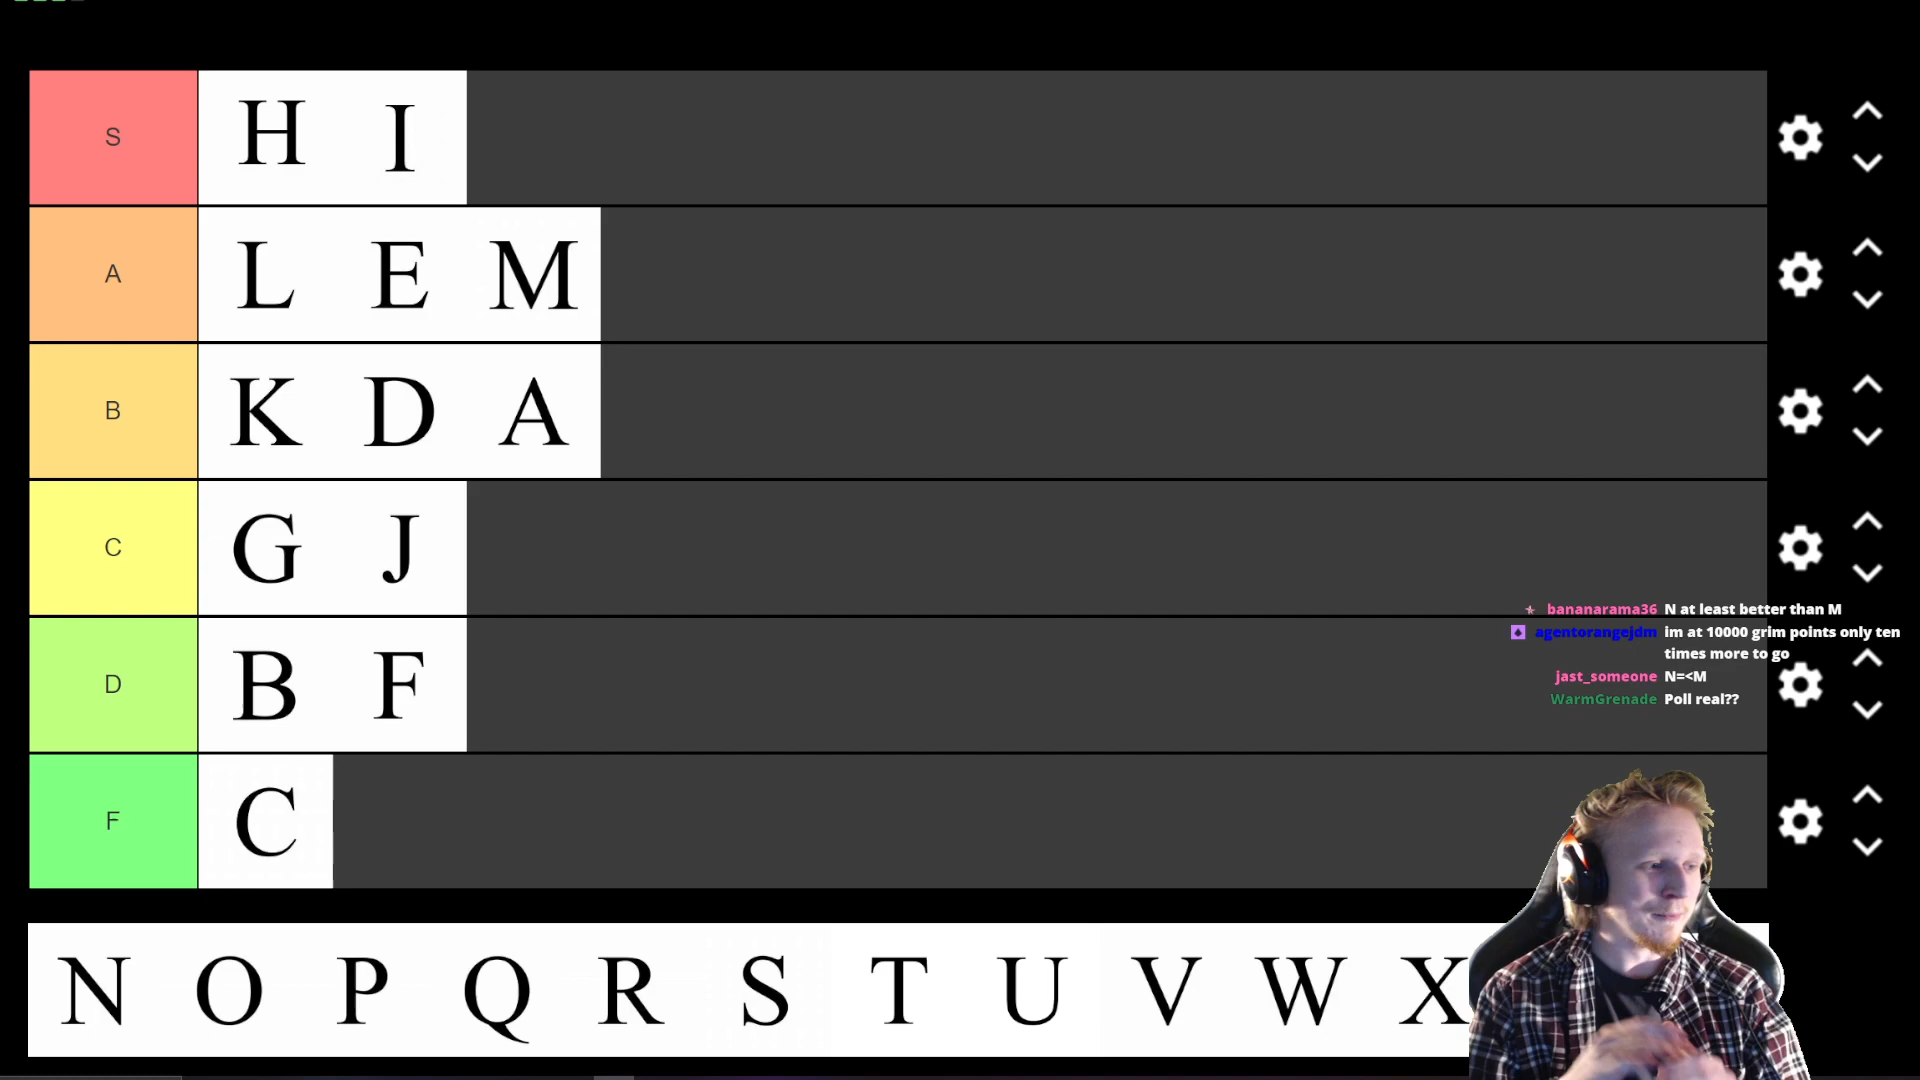 S
H I
A
L E M
B
K D A
C
G J
D
B F
F
C
bananarama36 N at least better than M
agentorangejdm im at 10000 grim points only ten
times more to go
jast_someone N=<M
WarmGrenade Poll real??
N O P Q R S T U V W X